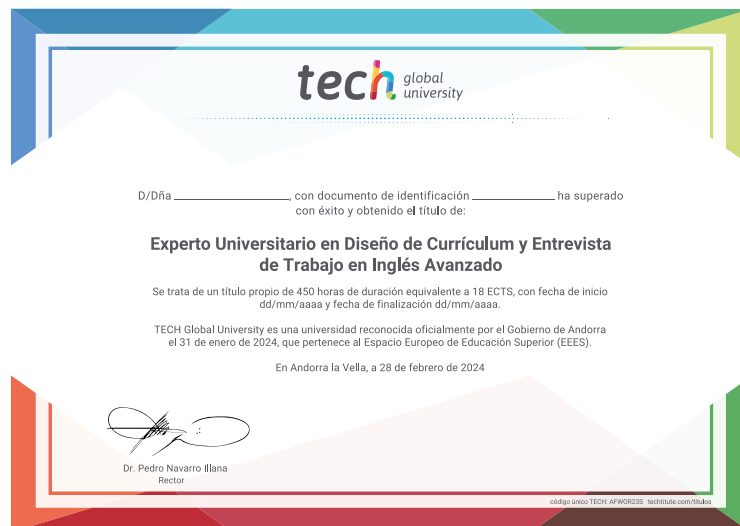 tech global university
D/Dña ____________, con documento de identificación ____________ ha superado
con éxito y obtenido el título de:
Experto Universitario en Diseño de Currículum y Entrevista
de Trabajo en Inglés Avanzado
Se trata de un título propio de 450 horas de duración equivalente a 18 ECTS, con fecha de inicio
dd/mm/aaaa y fecha de finalización dd/mm/aaaa.
TECH Global University es una universidad reconocida oficialmente por el Gobierno de Andorra
el 31 de enero de 2024, que pertenece al Espacio Europeo de Educación Superior (EEES).
En Andorra la Vella, a 28 de febrero de 2024
Dr. Pedro Navarro Illana
Rector
código único TECH: AFWOR23S techtitute.com/titulos